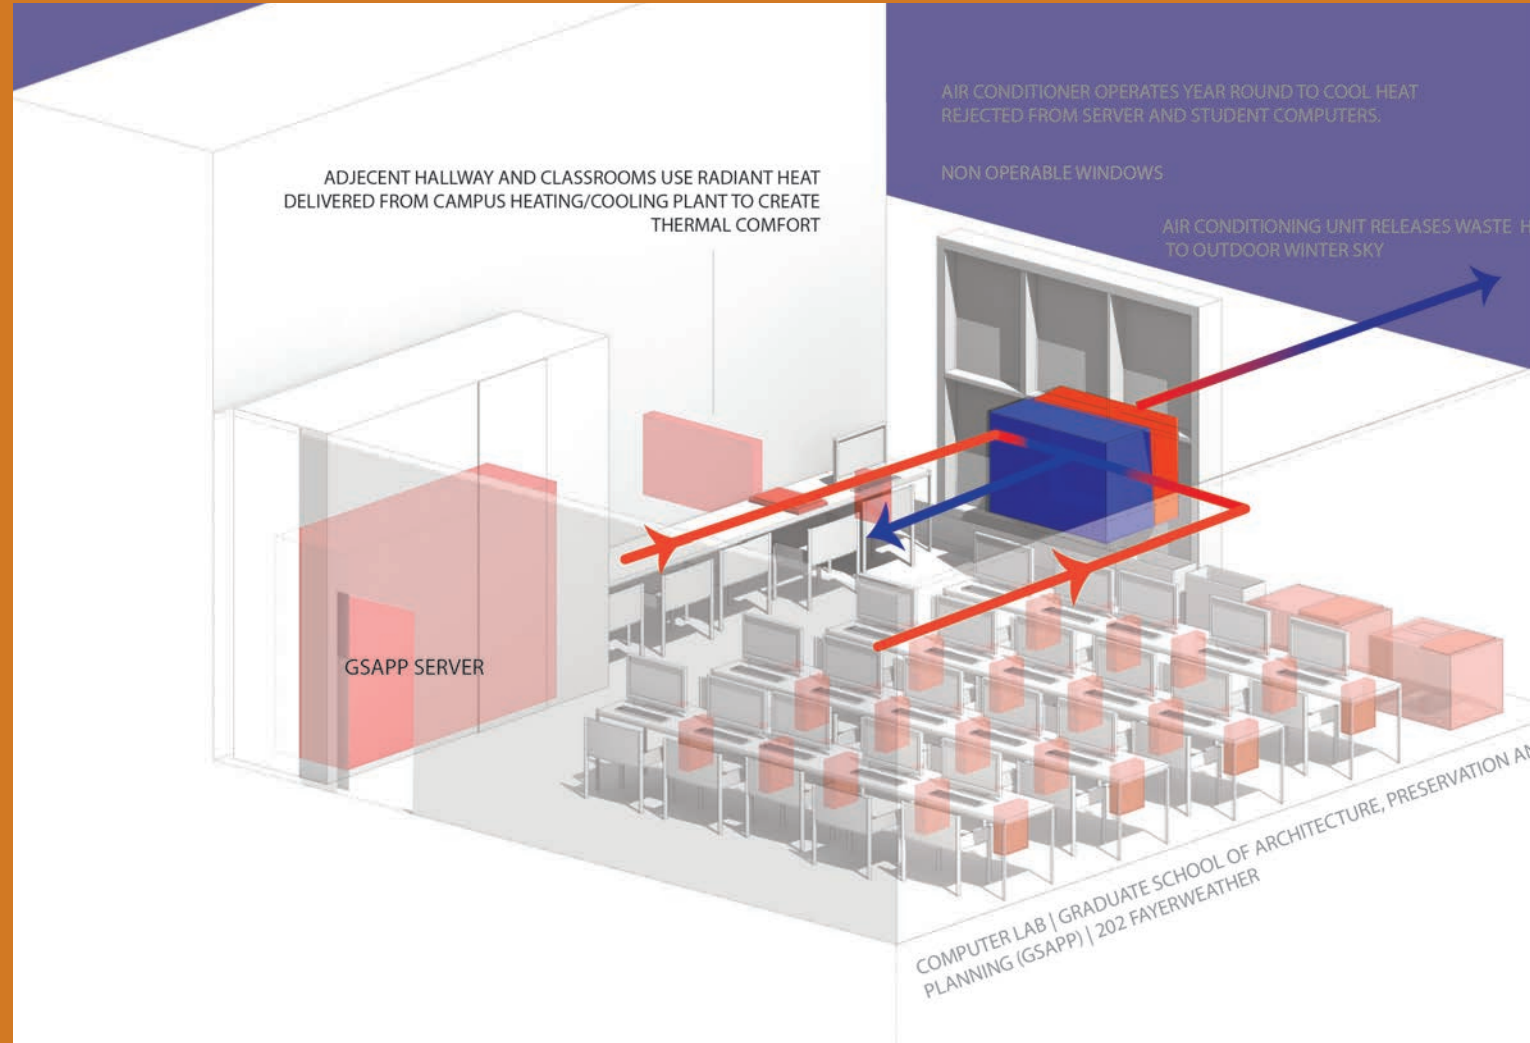 AIR CONDITIONER OPERATES YEAR ROUND TO COOL HEAT
REJECTED FROM SERVER AND STUDENT COMPUTERS.
NON OPERABLE WINDOWS
ADJECENT HALLWAY AND CLASSROOMS USE RADIANT HEAT
DELIVERED FROM CAMPUS HEATING/COOLING PLANT TO CREATE
THERMAL COMFORT
AIR CONDITIONING UNIT RELEASES WASTE H
TO OUTDOOR WINTER SKY
GSAPP SERVER
COMPUTER LAB | GRADUATE SCHOOL OF ARCHITECTURE, PRESERVATION AN
PLANNING (GSAPP) | 202 FAYERWEATHER